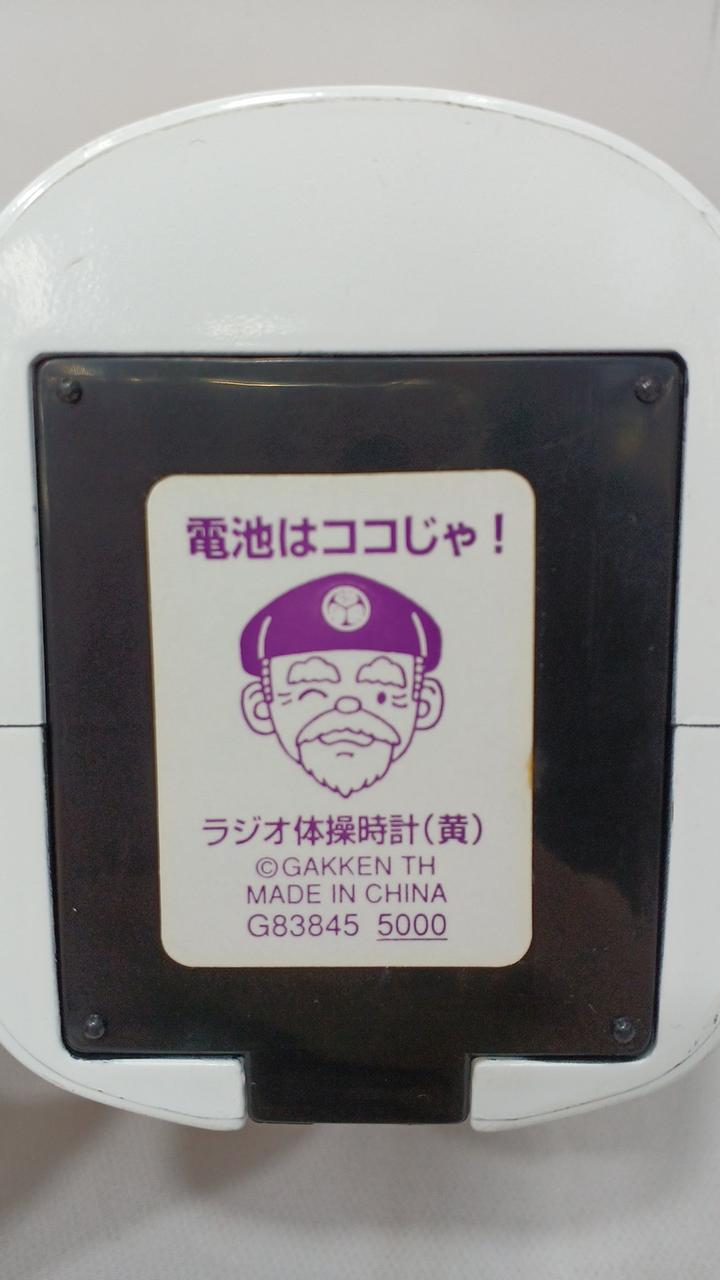 電池はココじゃ！
ラジオ体操時計(黄)
©GAKKEN TH
MADE IN CHINA
G83845 5000